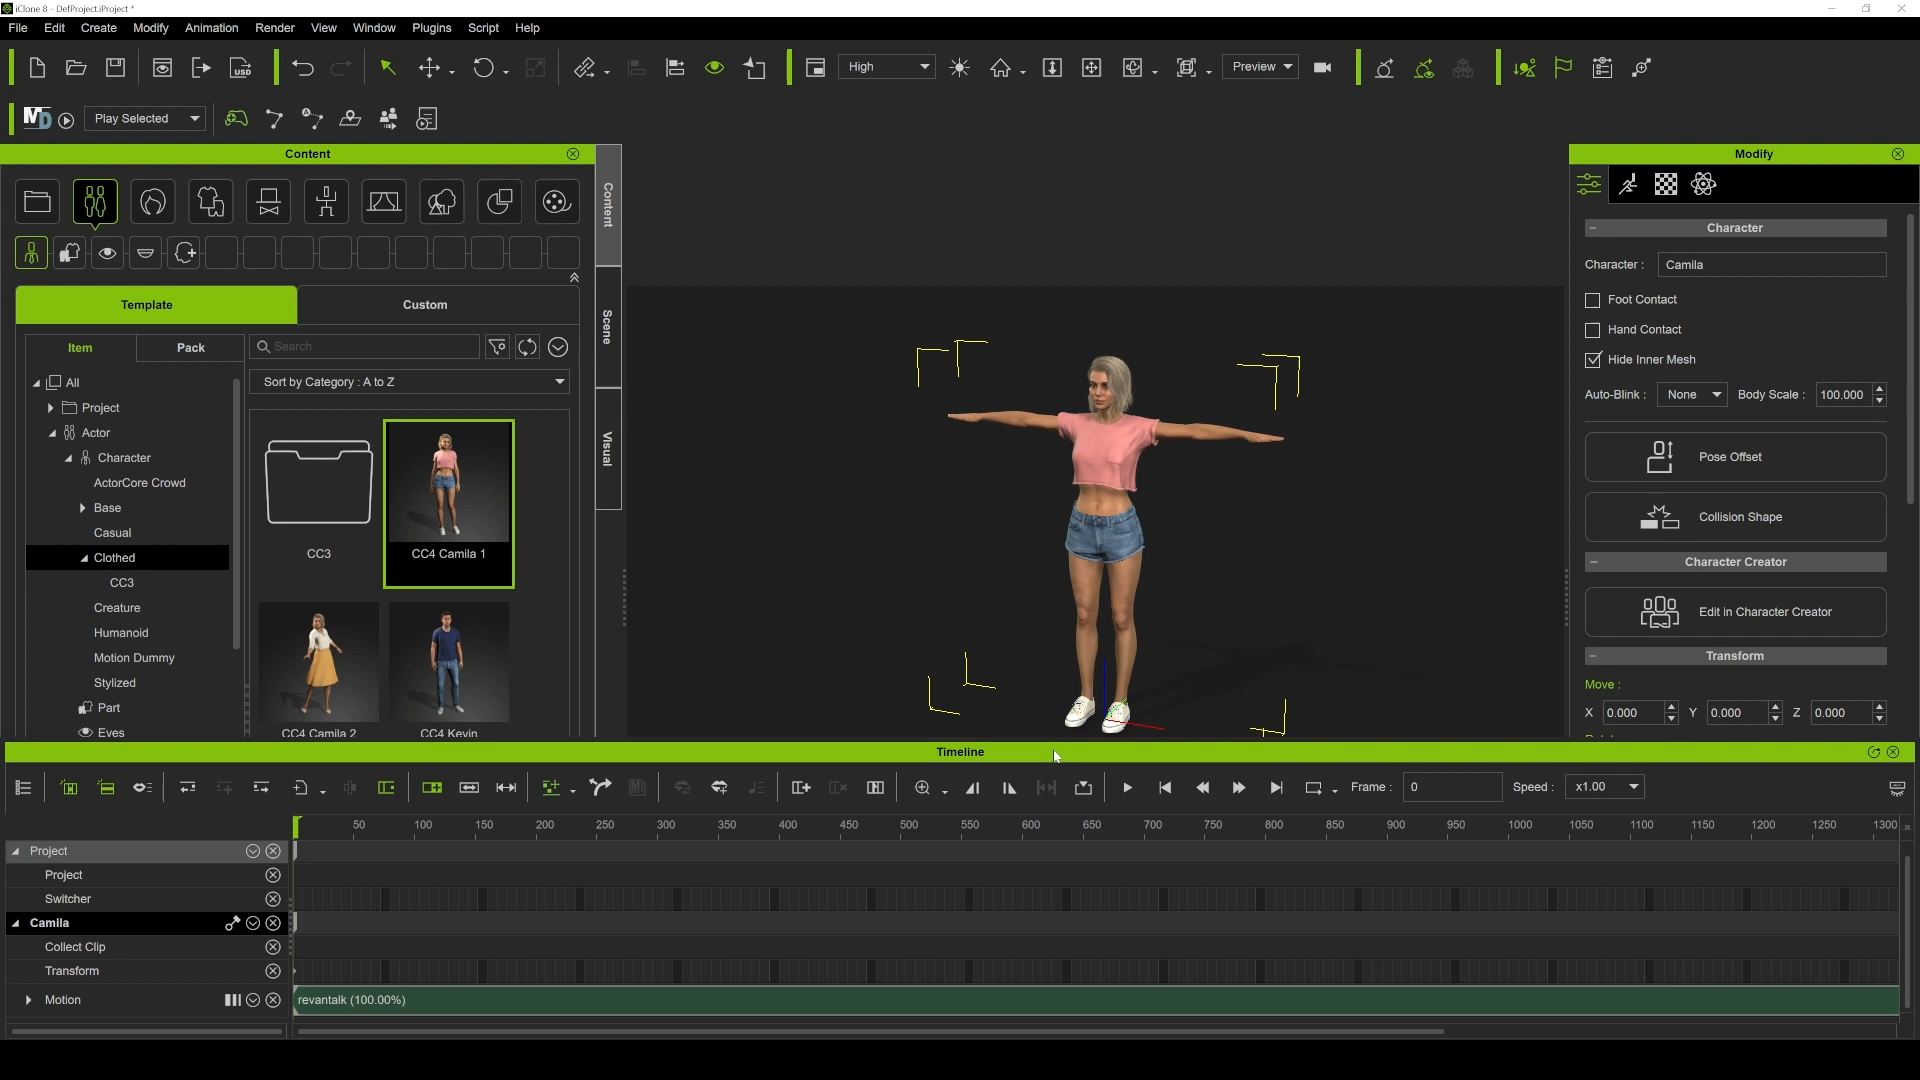 iClone 8 - DefProject.iProject *
File Edit Create Modify Animation Render View Window Plugins Script Help
USD
High
Preview
MD
Play Selected
Content
Modify
Content
Scene
Visual
Template
Custom
Item
Pack
Search
Sort by Category : A to Z
All
Project
Actor
Character
ActorCore Crowd
Base
Casual
Clothed
CC3
Creature
Humanoid
Motion Dummy
Stylized
Part
Eyes
CC3
CC4 Camila 1
CC4 Camila 2
CC4 Kevin
Character
Character : Camila
Foot Contact
Hand Contact
Hide Inner Mesh
Auto-Blink : None Body Scale : 100.000
Pose Offset
Collision Shape
Character Creator
Edit in Character Creator
Transform
Move :
X 0.000 Y 0.000 Z 0.000
Timeline
Frame : 0 Speed : x1.00
50 100 150 200 250 300 350 400 450 500 550 600 650 700 750 800 850 900 950 1000 1050 1100 1150 1200 1250 1300
Project
Project
Switcher
Camila
Collect Clip
Transform
Motion
revantalk (100.00%)